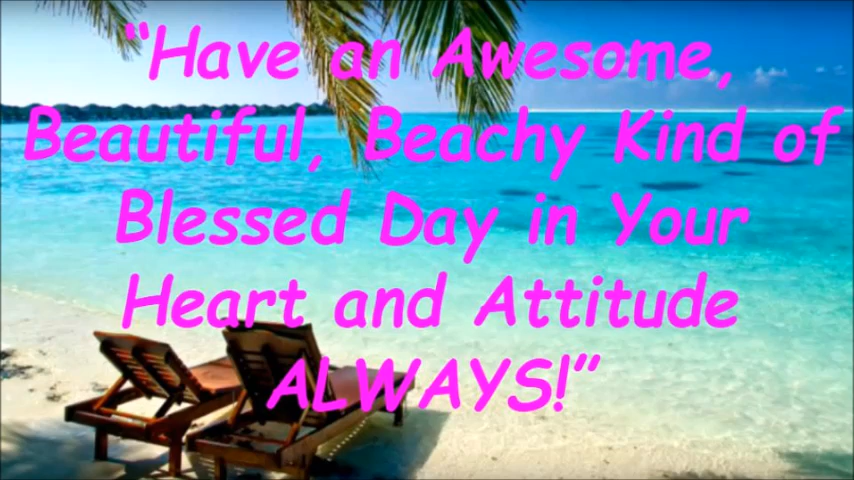 “Have an Awesome,
Beautiful, Beachy Kind of
Blessed Day in Your
Heart and Attitude
ALWAYS!”